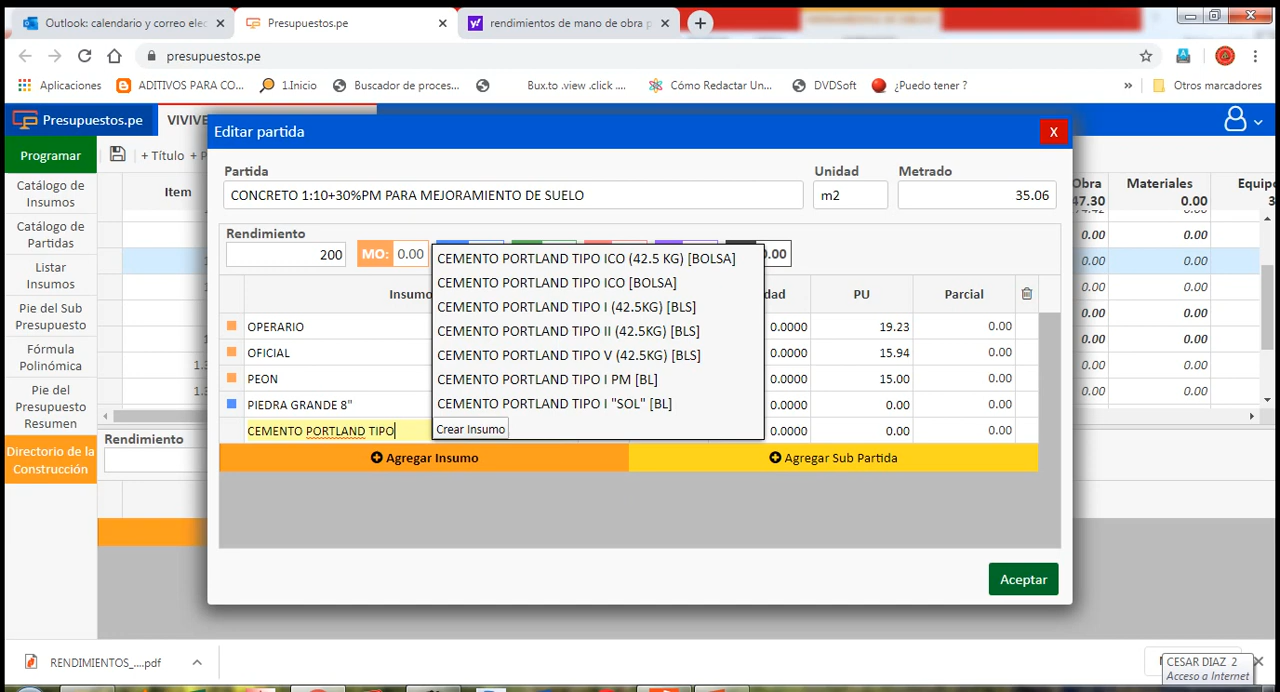 Outlook: calendario y correo elec
Presupuestos.pe
rendimientos de mano de obra p
presupuestos.pe
Aplicaciones
ADITIVOS PARA CO...
1.Inicio
Buscador de proces...
Bux.to .view .click ....
Cómo Redactar Un...
DVDSoft
¿Puedo tener ?
»
Otros marcadores
Presupuestos.pe
Programar
+ Título +
Catálogo de
Insumos
Catálogo de
Partidas
Listar
Insumos
Pie del Sub
Presupuesto
Fórmula
Polinómica
Pie del
Presupuesto
Resumen
Directorio de la
Construcción
Item
Rendimiento
Obra
47.30
Materiales
0.00
Equipo
0.00
0.00
0.00
0.00
0.00
0.00
0.00
0.00
0.00
0.00
0.00
0.00
Editar partida
X
Partida
Unidad
Metrado
CONCRETO 1:10+30%PM PARA MEJORAMIENTO DE SUELO
m2
35.06
Rendimiento
200
MO: 0.00
0.00
Insumo
PU
Parcial
OPERARIO
0.0000
19.23
0.00
OFICIAL
0.0000
15.94
0.00
PEON
0.0000
15.00
0.00
PIEDRA GRANDE 8"
0.0000
0.00
0.00
CEMENTO PORTLAND TIPO
0.0000
0.00
0.00
CEMENTO PORTLAND TIPO ICO (42.5 KG) [BOLSA]
CEMENTO PORTLAND TIPO ICO [BOLSA]
CEMENTO PORTLAND TIPO I (42.5KG) [BLS]
CEMENTO PORTLAND TIPO II (42.5KG) [BLS]
CEMENTO PORTLAND TIPO V (42.5KG) [BLS]
CEMENTO PORTLAND TIPO I PM [BL]
CEMENTO PORTLAND TIPO I "SOL" [BL]
Crear Insumo
Agregar Insumo
Agregar Sub Partida
Aceptar
RENDIMIENTOS_....pdf
CESAR DIAZ 2
Acceso a Internet